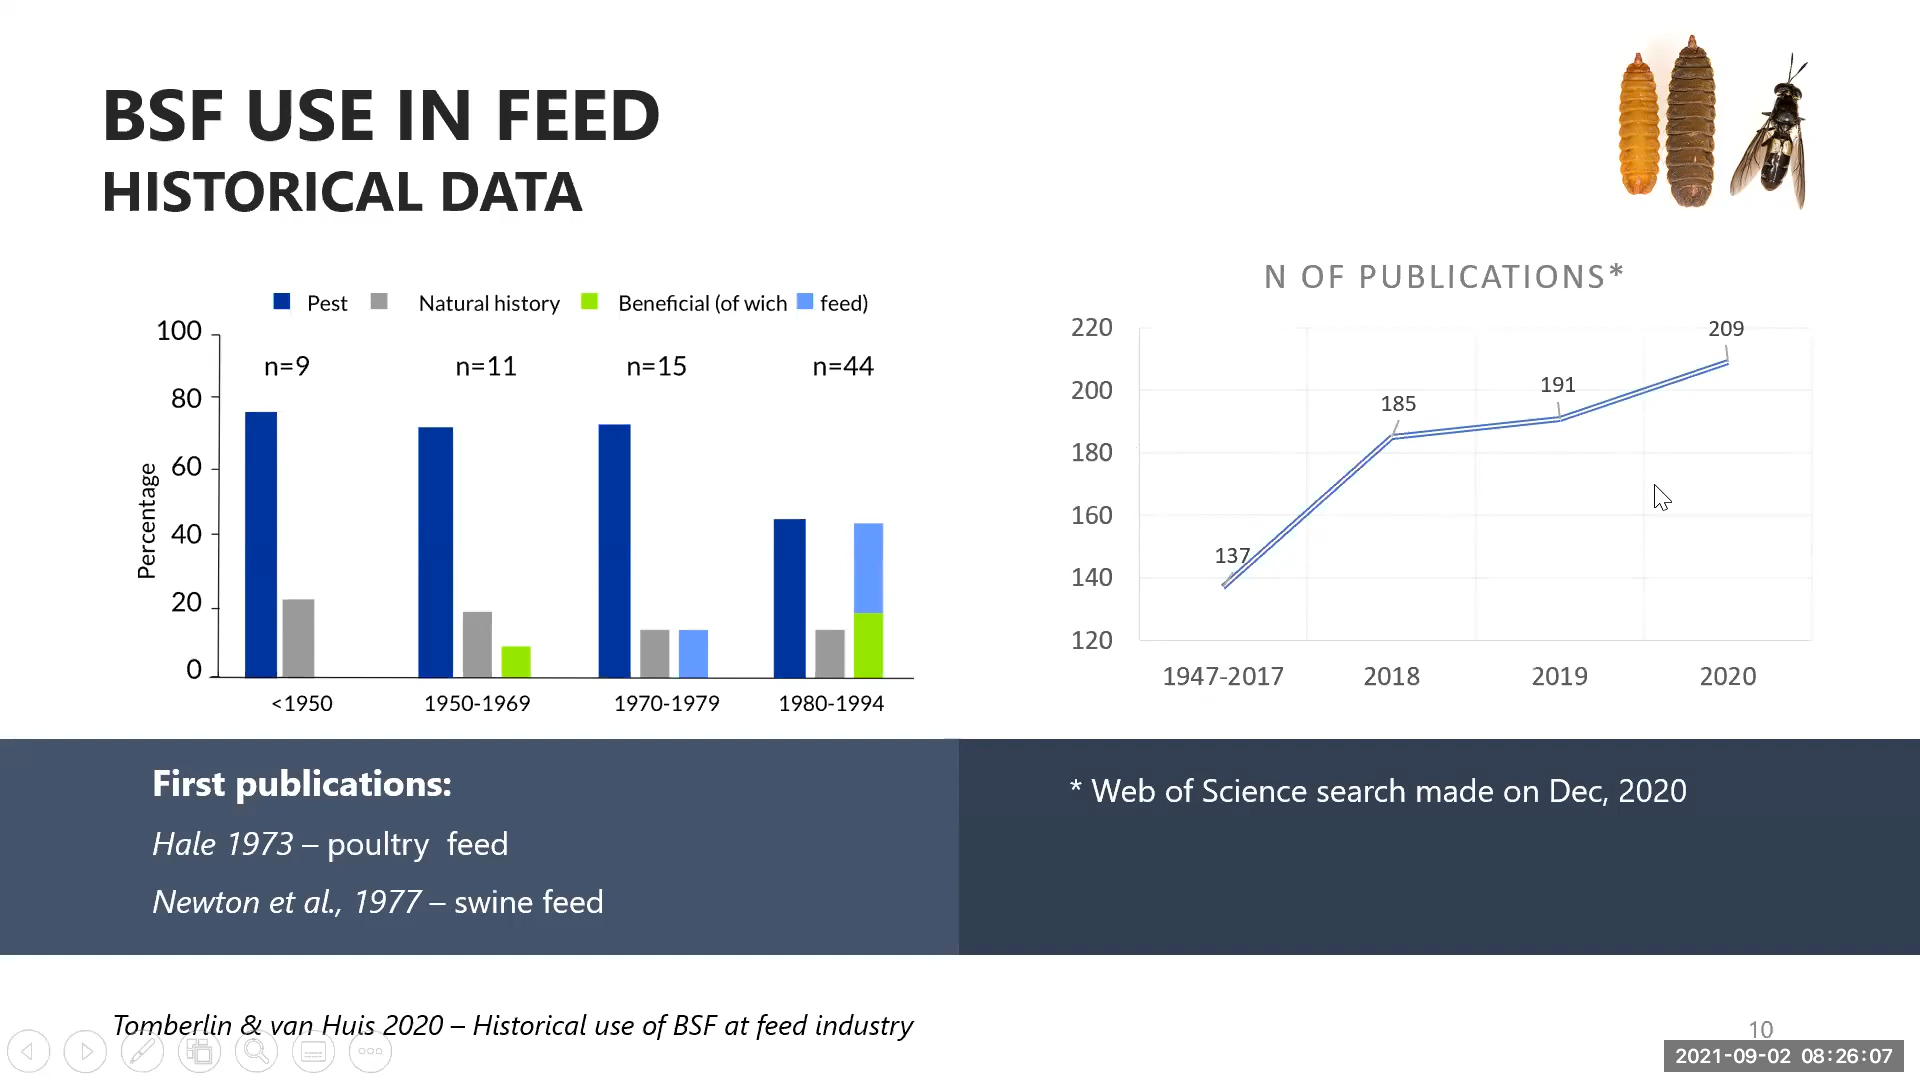 BSF USE IN FEED
HISTORICAL DATA
Pest Natural history Beneficial (of wich feed)
100
80
60
40
20
0
Percentage
n=9 n=11 n=15 n=44
<1950 1950-1969 1970-1979 1980-1994
N OF PUBLICATIONS*
220
200
180
160
140
120
137
185
191
209
1947-2017 2018 2019 2020
First publications:
Hale 1973 – poultry feed
Newton et al., 1977 – swine feed
* Web of Science search made on Dec, 2020
Tomberlin & van Huis 2020 – Historical use of BSF at feed industry
10
2021-09-02 08:26:07